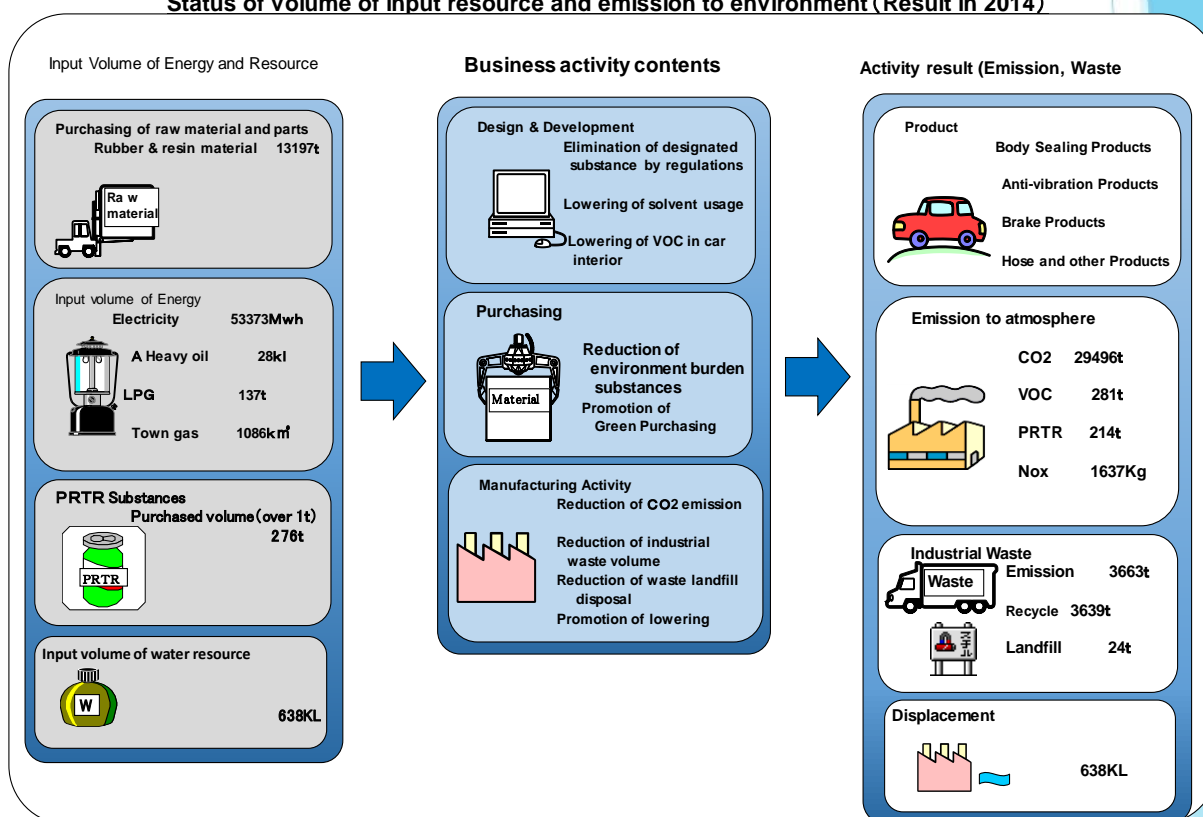 Status of volume of input resource and emission to environment（Result in 2014）
Input Volume of Energy and Resource
Purchasing of raw material and parts
Rubber & resin material 13197t
Ra w
material
Input volume of Energy
Electricity 53373Mwh
A Heavy oil 28kl
LPG 137t
Town gas 1086k㎥
PRTR Substances
Purchased volume(over 1t)
276t
PRTR
Input volume of water resource
W
638KL
Business activity contents
Design & Development
Elimination of designated
substance by regulations
Lowering of solvent usage
Lowering of VOC in car
interior
Purchasing
Reduction of
environment burden
substances
Material
Promotion of
Green Purchasing
Manufacturing Activity
Reduction of CO2 emission
Reduction of industrial
waste volume
Reduction of waste landfill
disposal
Promotion of lowering
Activity result (Emission, Waste
Product
Body Sealing Products
Anti-vibration Products
Brake Products
Hose and other Products
Emission to atmosphere
CO2 29496t
VOC 281t
PRTR 214t
Nox 1637Kg
Industrial Waste
Waste
Emission 3663t
Recycle 3639t
Landfill 24t
Displacement
638KL